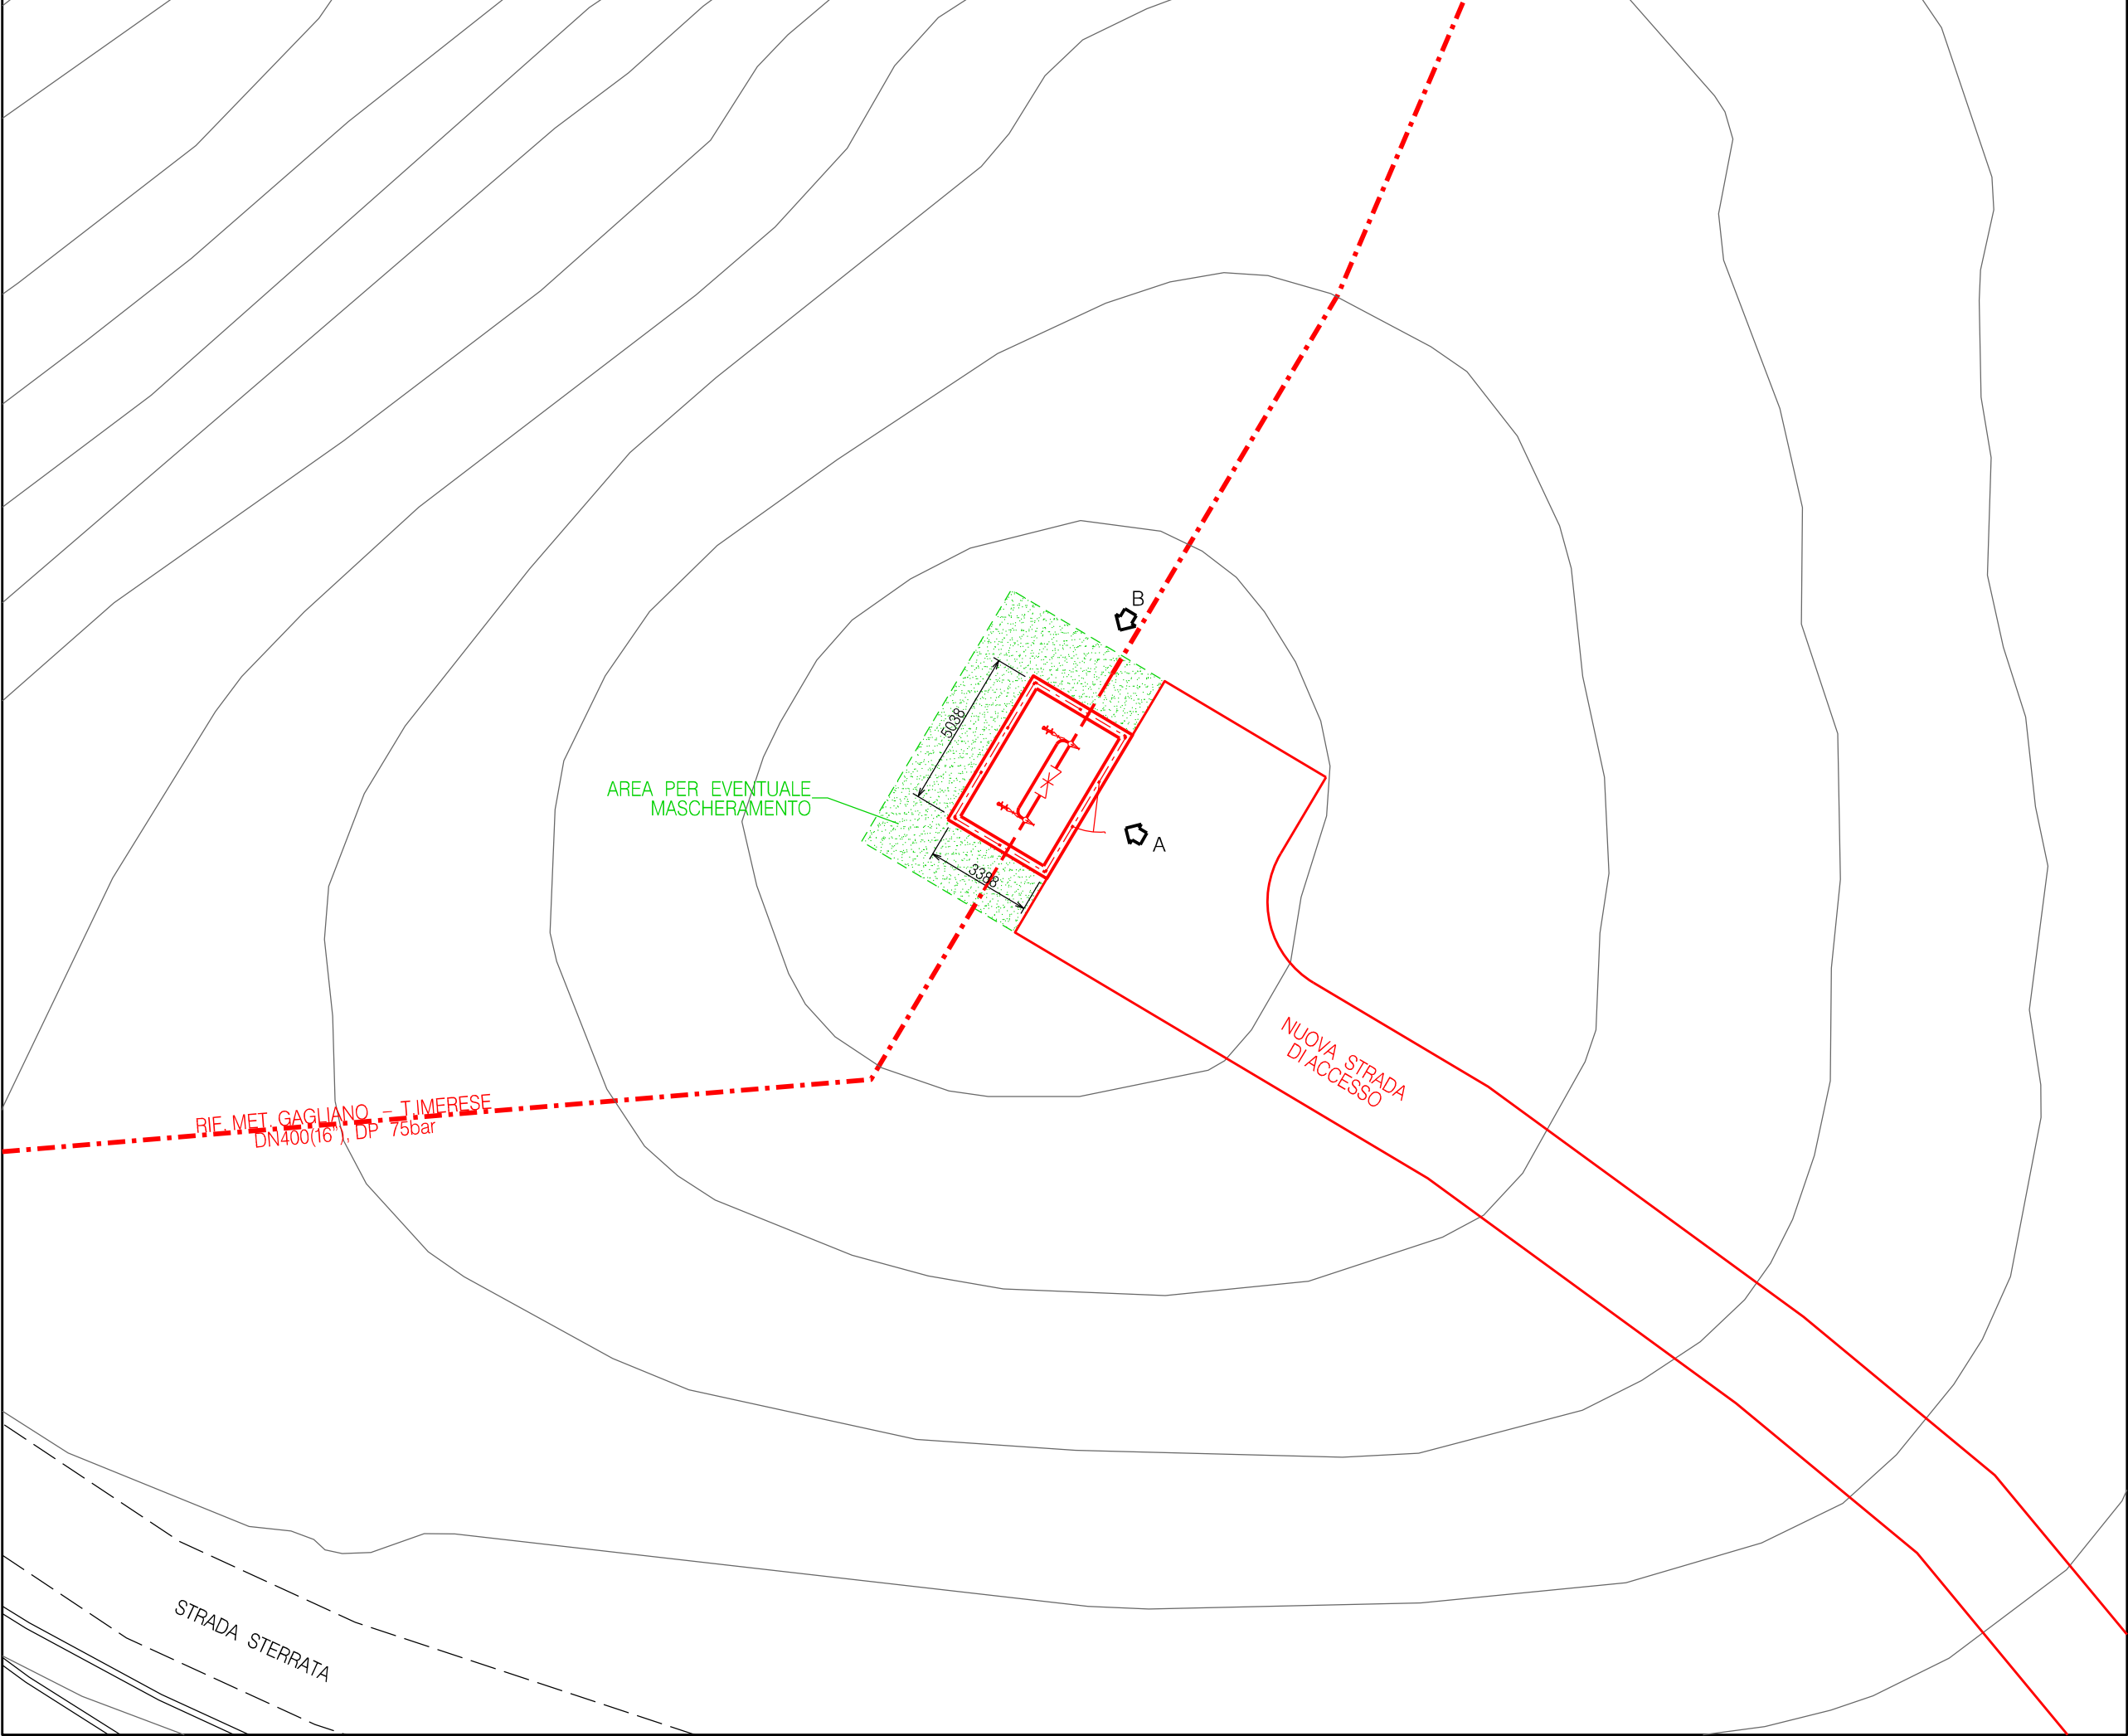 B
5038
AREA PER EVENTUALE
MASCHERAMENTO
A
3388
NUOVA STRADA
DI ACCESSO
RIF. MET. GAGLIANO - T.IMERESE
DN400(16"), DP 75bar
STRADA STERRATA